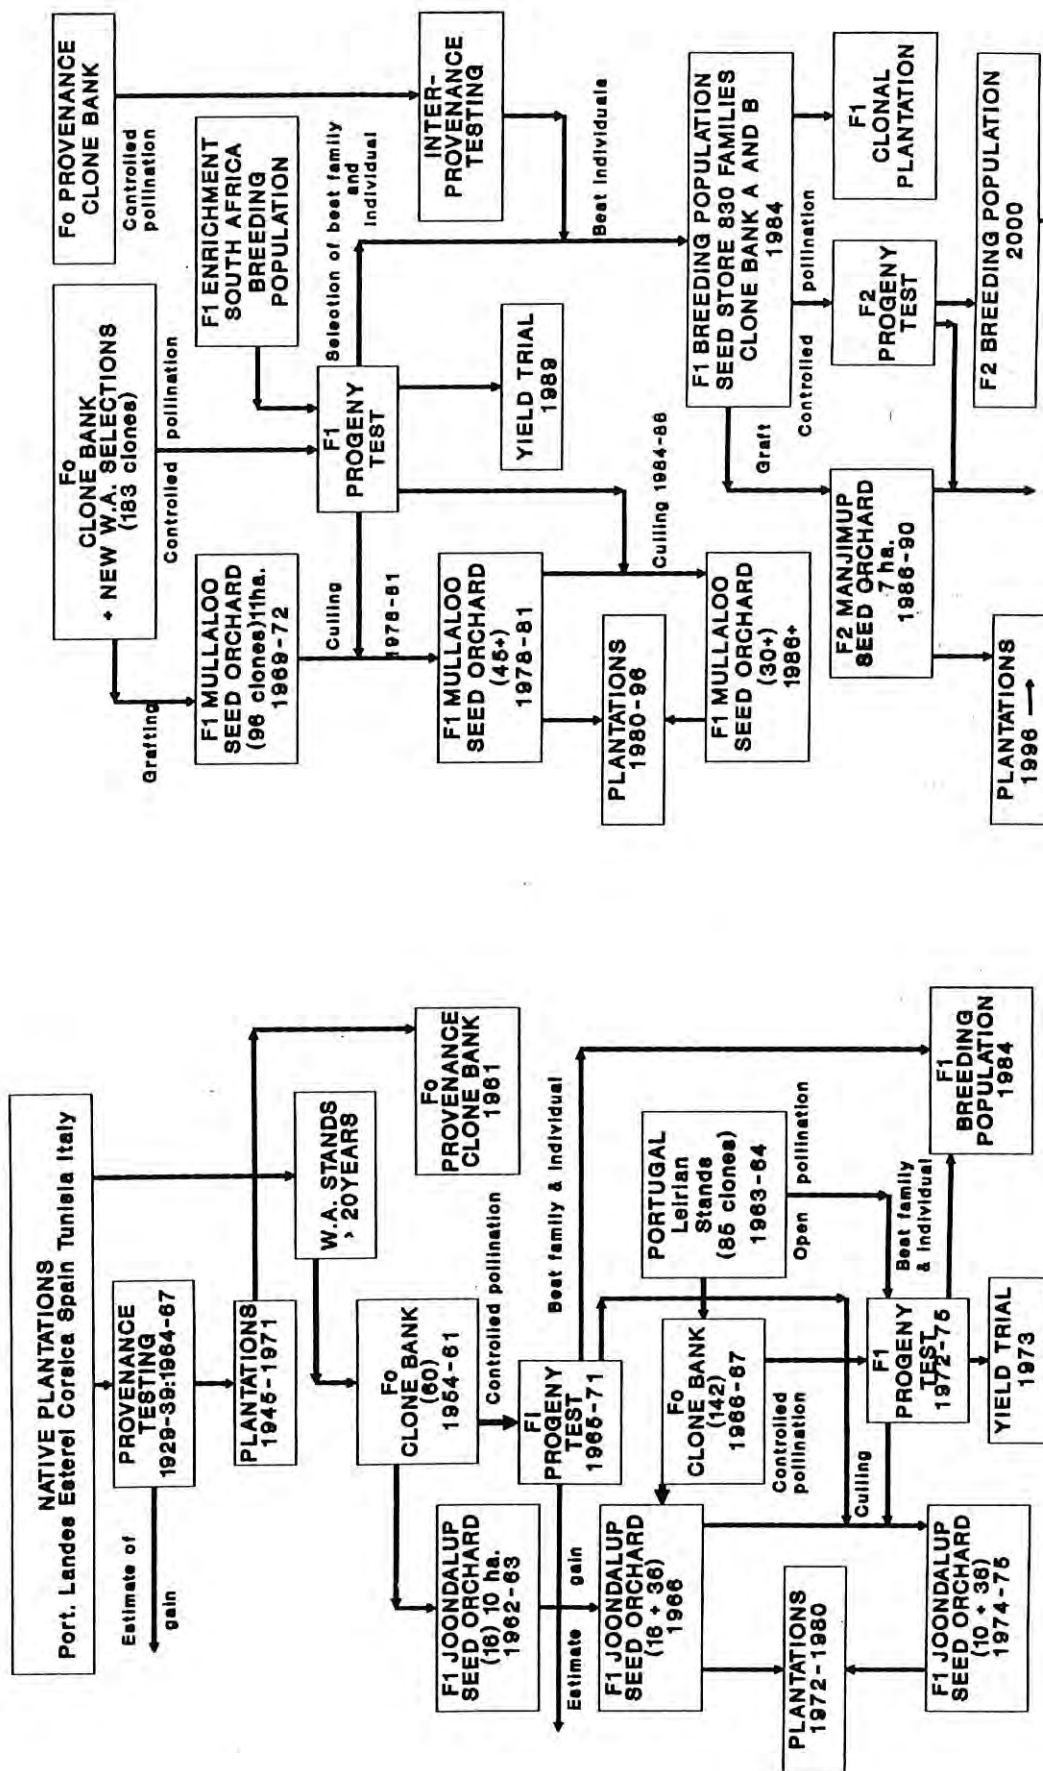 NATIVE PLANTATIONS
Port. Landes Esterel Corsica Spain Tunisia Italy
Estimate of
gain
PROVENANCE
TESTING
1929-39:1964-67
PLANTATIONS
1945-1971
W.A. STANDS
> 20YEARS
Fo
PROVENANCE
CLONE BANK
1961
Fo
CLONE BANK
(60)
1954-61
Controlled pollination
F1 JOONDALUP
SEED ORCHARD
(16) 10 ha.
1962-63
F1
PROGENY
TEST
1965-71
Best family & Individual
Estimate gain
PORTUGAL
Leirian
Stands
(85 clones)
1963-64
Open pollination
F1 JOONDALUP
SEED ORCHARD
(16 + 36)
1966
Fo
CLONE BANK
(142)
1966-67
Controlled
pollination
Best family
& Individual
F1
BREEDING
POPULATION
1984
PLANTATIONS
1972-1980
Culling
F1
PROGENY
TEST
1972-75
F1 JOONDALUP
SEED ORCHARD
(10 + 36)
1974-75
YIELD TRIAL
1973
Fo
CLONE BANK
+ NEW W.A. SELECTIONS
(183 clones)
Fo PROVENANCE
CLONE BANK
Controlled
pollination
Grafting
Controlled pollination
F1 ENRICHMENT
SOUTH AFRICA
BREEDING
POPULATION
F1 MULLALOO
SEED ORCHARD
(96 clones)11ha.
1969-72
Culling
1978-81
F1
PROGENY
TEST
Selection of best family
and
Individual
INTER-
PROVENANCE
TESTING
F1 MULLALOO
SEED ORCHARD
(45+)
1978-81
YIELD TRIAL
1989
Best Individuals
PLANTATIONS
1980-96
Culling 1984-86
F1 MULLALOO
SEED ORCHARD
(30+)
1986+
F1 BREEDING POPULATION
SEED STORE 830 FAMILIES
CLONE BANK A AND B
1984
Graft
Controlled pollination
F1
CLONAL
PLANTATION
F2 MANJIMUP
SEED ORCHARD
7 ha.
1986-90
F2
PROGENY
TEST
PLANTATIONS
1996
F2 BREEDING POPULATION
2000